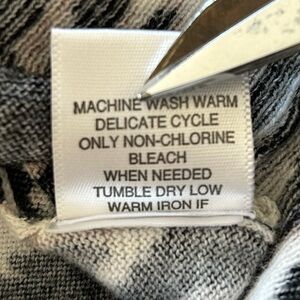 MACHINE WASH WARM
DELICATE CYCLE
ONLY NON-CHLORINE
BLEACH
WHEN NEEDED
TUMBLE DRY LOW
WARM IRON IF